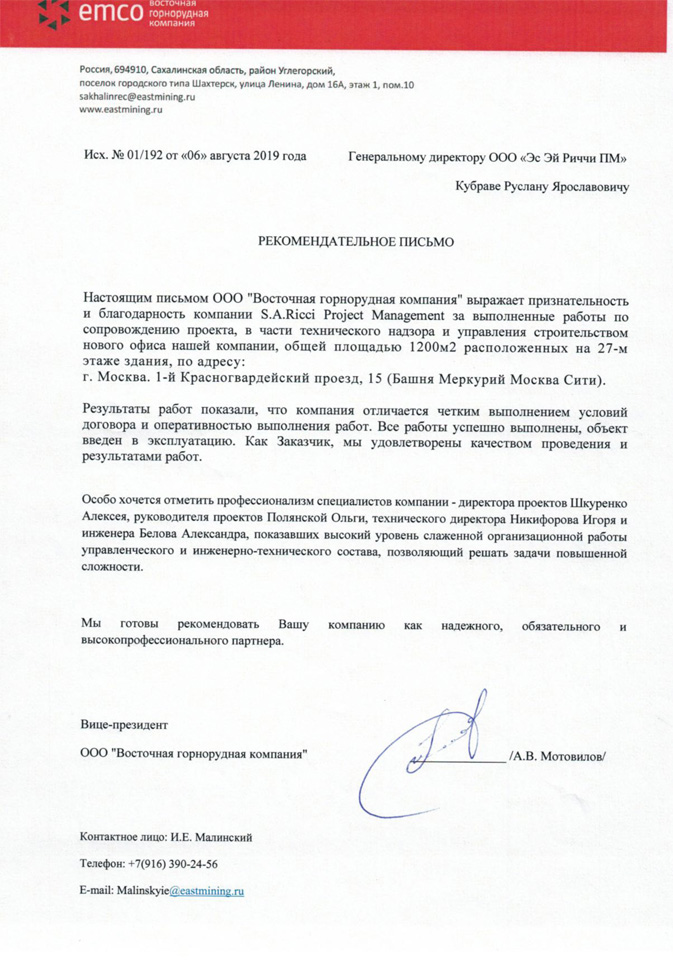 emco
восточная
горнорудная
компания
Россия, 694910, Сахалинская область, район Углегорский,
поселок городского типа Шахтерск, улица Ленина, дом 16А, этаж 1, пом.10
sakhalinrec@eastmining.ru
www.eastmining.ru
Исх. № 01/192 от «06» августа 2019 года
Генеральному директору ООО «Эс Эй Риччи ПМ»
Кубраве Руслану Ярославовичу
РЕКОМЕНДАТЕЛЬНОЕ ПИСЬМО
Настоящим письмом ООО "Восточная горнорудная компания" выражает признательность
и благодарность компании S.A.Ricci Project Management за выполненные работы по
сопровождению проекта, в части технического надзора и управления строительством
нового офиса нашей компании, общей площадью 1200м2 расположенных на 27-м
этаже здания, по адресу:
г. Москва. 1-й Красногвардейский проезд, 15 (Башня Меркурий Москва Сити).
Результаты работ показали, что компания отличается четким выполнением условий
договора и оперативностью выполнения работ. Все работы успешно выполнены, объект
введен в эксплуатацию. Как Заказчик, мы удовлетворены качеством проведения и
результатами работ.
Особо хочется отметить профессионализм специалистов компании - директора проектов Шкуренко
Алексея, руководителя проектов Полянской Ольги, технического директора Никифорова Игоря и
инженера Белова Александра, показавших высокий уровень слаженной организационной работы
управленческого и инженерно-технического состава, позволяющий решать задачи повышенной
сложности.
Мы готовы рекомендовать Вашу компанию как надежного, обязательного и
высокопрофессионального партнера.
Вице-президент
ООО "Восточная горнорудная компания"
/А.В. Мотовилов/
Контактное лицо: И.Е. Малинский
Телефон: +7(916) 390-24-56
E-mail: Malinskyie@eastmining.ru